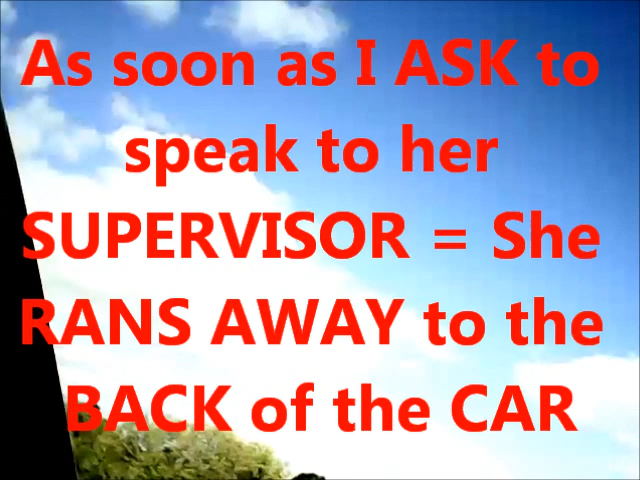 As soon as I ASK to
speak to her
SUPERVISOR = She
RANS AWAY to the
BACK of the CAR